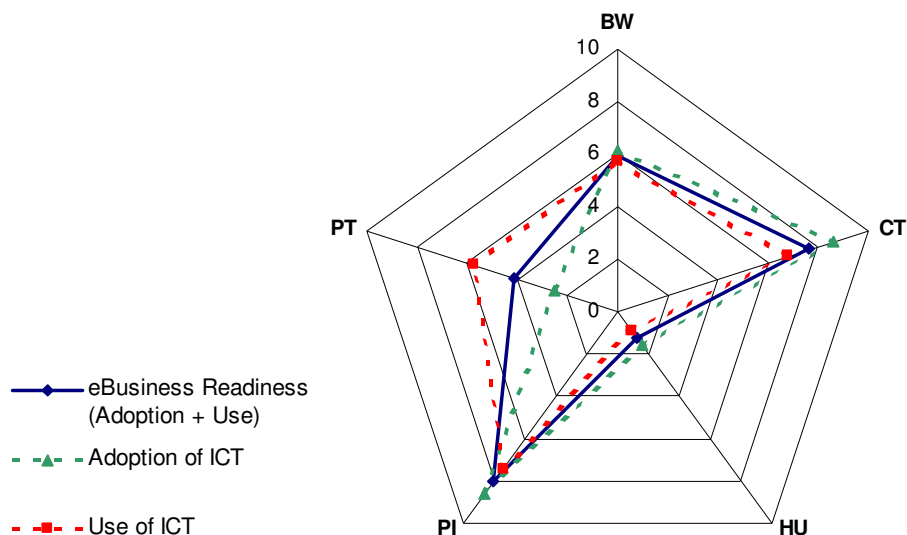 BW
10
8
6
4
2
0
PT
CT
PI
HU
eBusiness Readiness
(Adoption + Use)
Adoption of ICT
Use of ICT